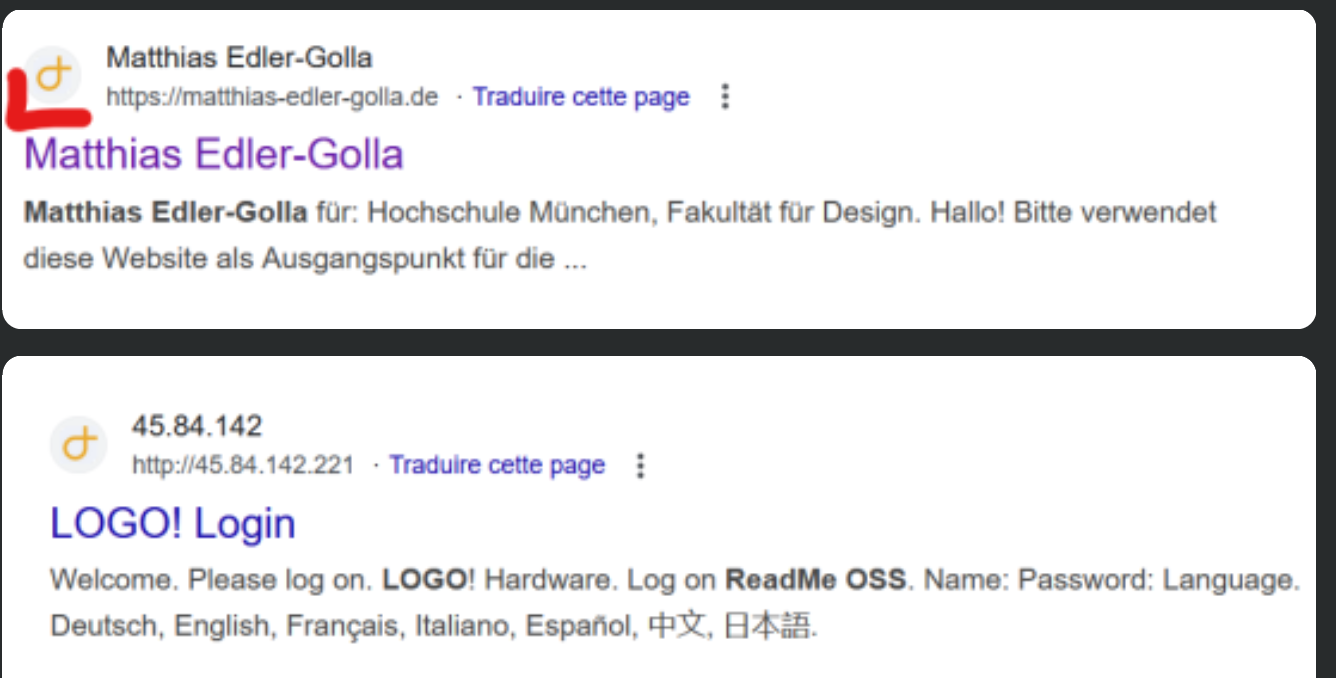 Matthias Edler-Golla
https://matthias-edler-golla.de · Traduire cette page
Matthias Edler-Golla
Matthias Edler-Golla für: Hochschule München, Fakultät für Design. Hallo! Bitte verwendet
diese Website als Ausgangspunkt für die ...
45.84.142
http://45.84.142.221 · Traduire cette page
LOGO! Login
Welcome. Please log on. LOGO! Hardware. Log on ReadMe OSS. Name: Password: Language.
Deutsch, English, Français, Italiano, Español, 中文, 日本語.